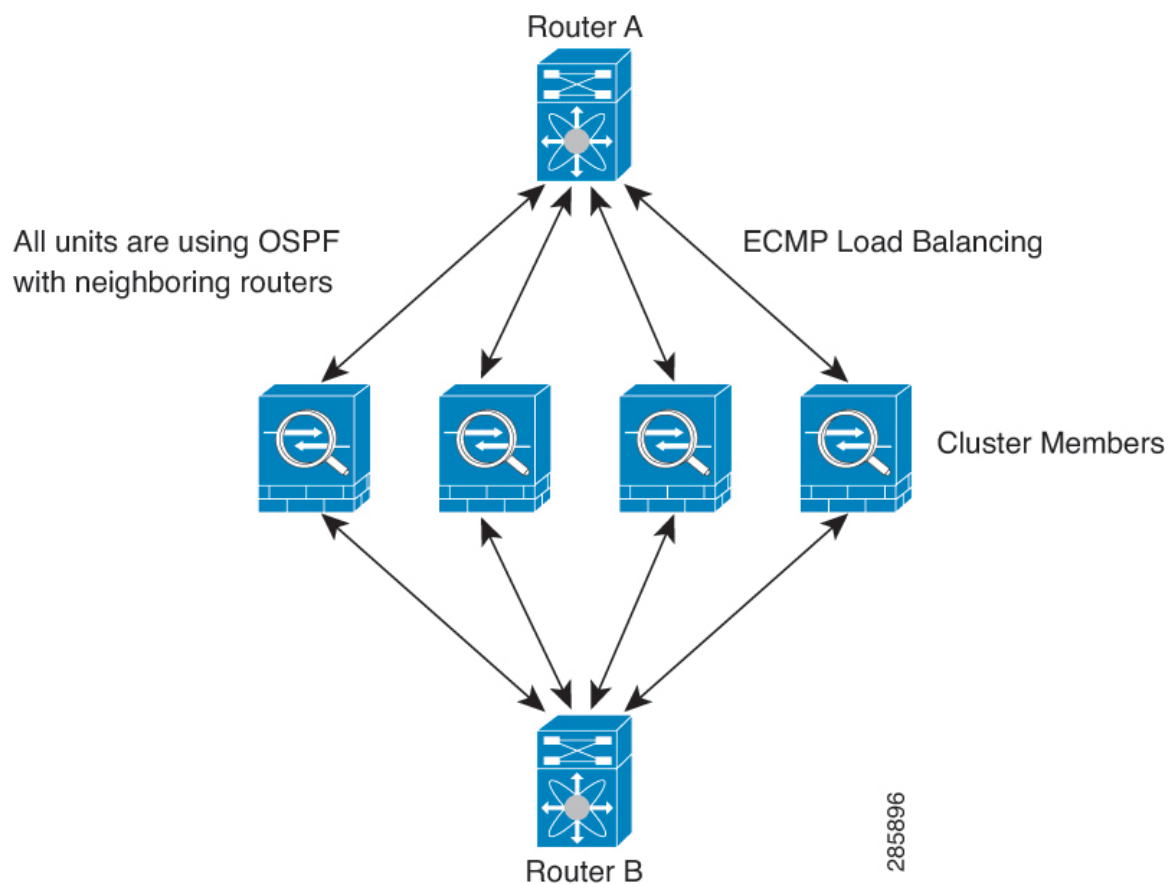 Router A
All units are using OSPF
with neighboring routers
ECMP Load Balancing
Cluster Members
Router B
285896